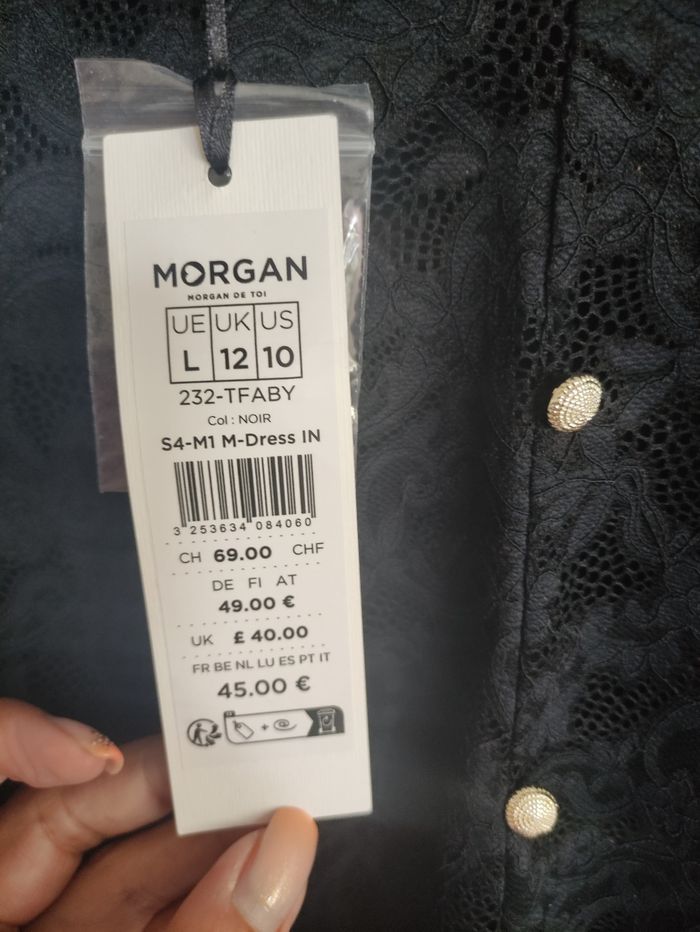 MORGAN
MORGAN DE TOI
UE UK US
L 12 10
232-TFABY
Col : NOIR
S4-M1 M-Dress IN
3 253634 084060
CH 69.00 CHF
DE FI AT
49.00 €
UK £ 40.00
FR BE NL LU ES PT IT
45.00 €
+ @